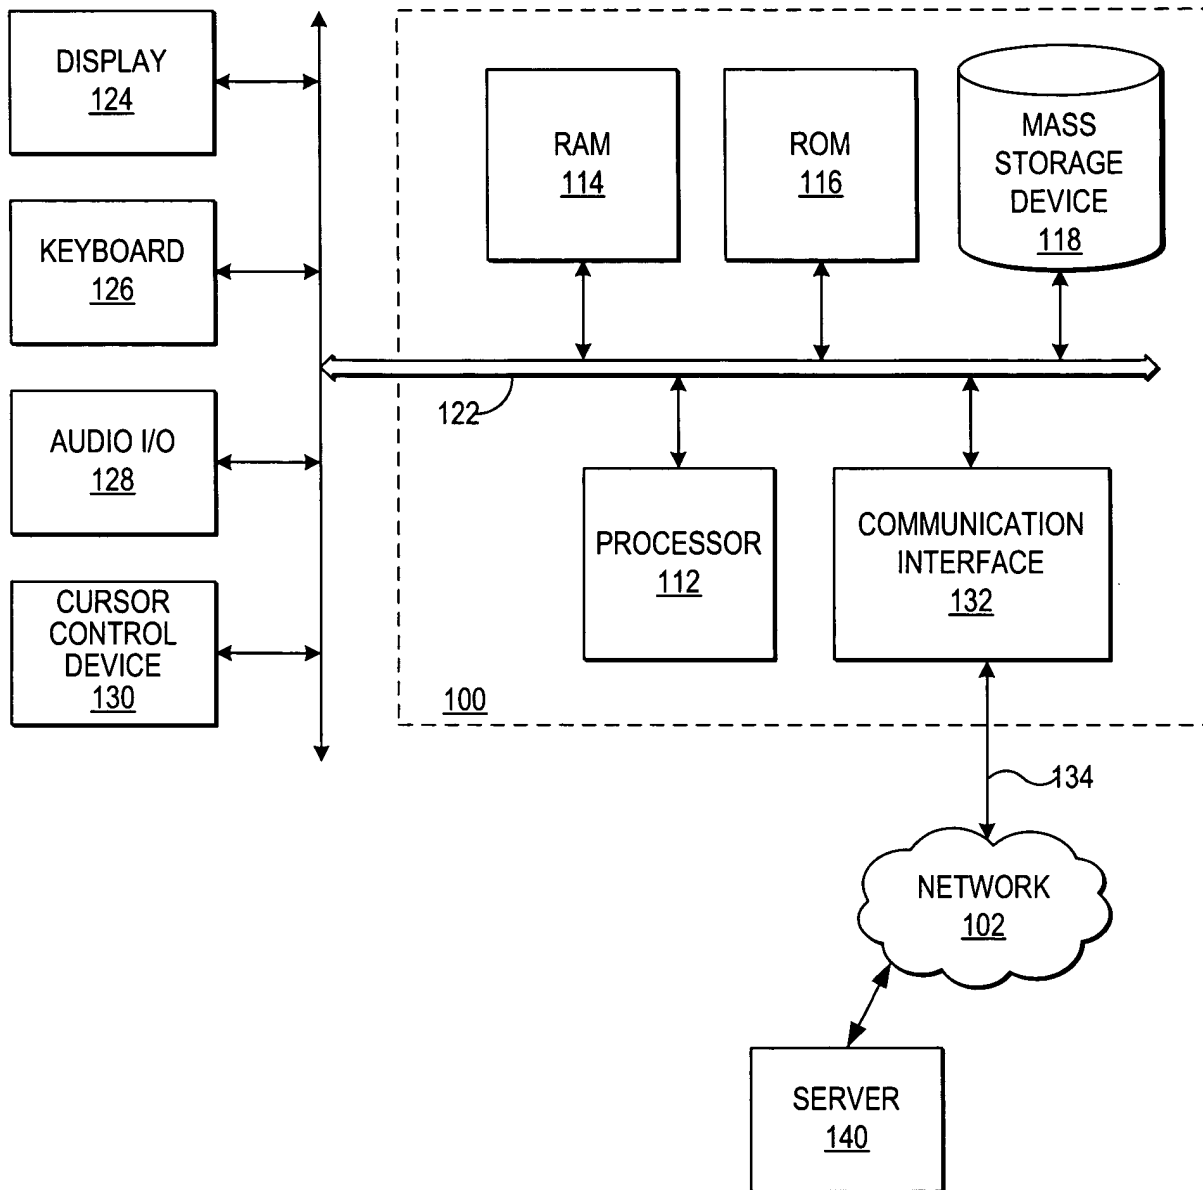 DISPLAY
124
KEYBOARD
126
AUDIO I/O
128
CURSOR
CONTROL
DEVICE
130
RAM
114
ROM
116
MASS
STORAGE
DEVICE
118
122
PROCESSOR
112
COMMUNICATION
INTERFACE
132
100
134
NETWORK
102
SERVER
140